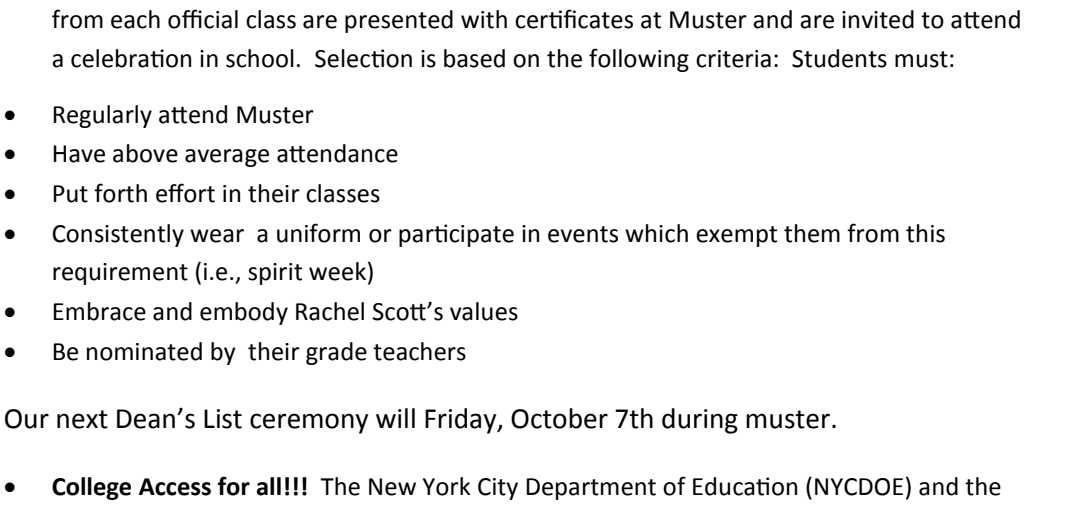 from each official class are presented with certificates at Muster and are invited to attend
a celebration in school.  Selection is based on the following criteria:  Students must:
• Regularly attend Muster
• Have above average attendance
• Put forth effort in their classes
• Consistently wear  a uniform or participate in events which exempt them from this
requirement (i.e., spirit week)
• Embrace and embody Rachel Scott’s values
• Be nominated by  their grade teachers
Our next Dean’s List ceremony will Friday, October 7th during muster.
• College Access for all!!!  The New York City Department of Education (NYCDOE) and the